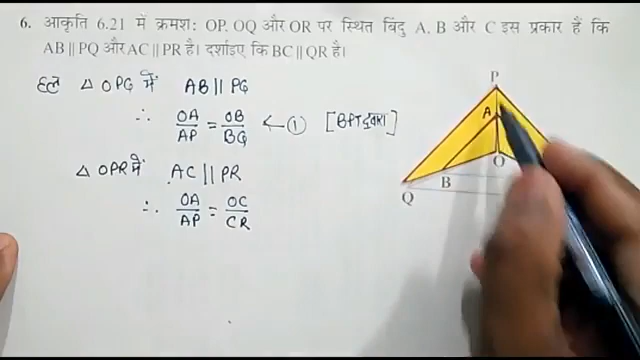 6. आकृति 6.21 में क्रमशः OP, OQ और OR पर स्थित बिंदु A, B और C इस प्रकार हैं कि
AB || PQ और AC || PR है। दर्शाइए कि BC || QR है।
हल △ OPQ में AB || PQ
∴ OA/AP = OB/BQ ← ① [BPT द्वारा]
△ OPR में AC || PR
∴ OA/AP = OC/CR
P
A
O
B
Q